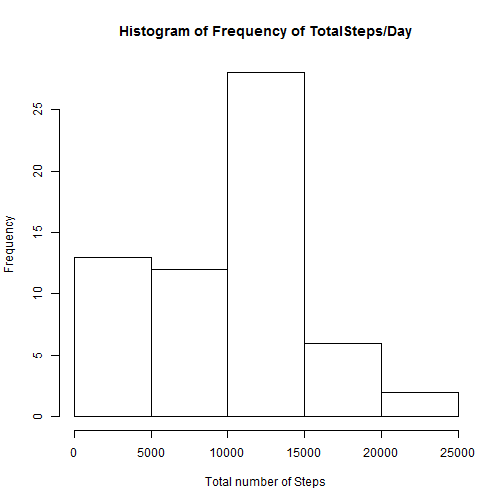 Histogram of Frequency of TotalSteps/Day
Frequency
25
20
15
10
5
0
0 5000 10000 15000 20000 25000
Total number of Steps